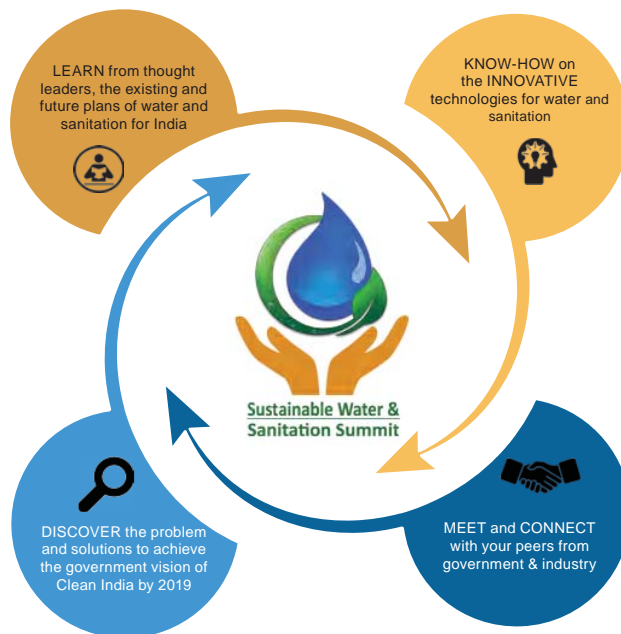 LEARN from thought
leaders, the existing and
future plans of water and
sanitation for India
KNOW-HOW on
the INNOVATIVE
technologies for water and
sanitation
Sustainable Water &
Sanitation Summit
DISCOVER the problem
and solutions to achieve
the government vision of
Clean India by 2019
MEET and CONNECT
with your peers from
government & industry